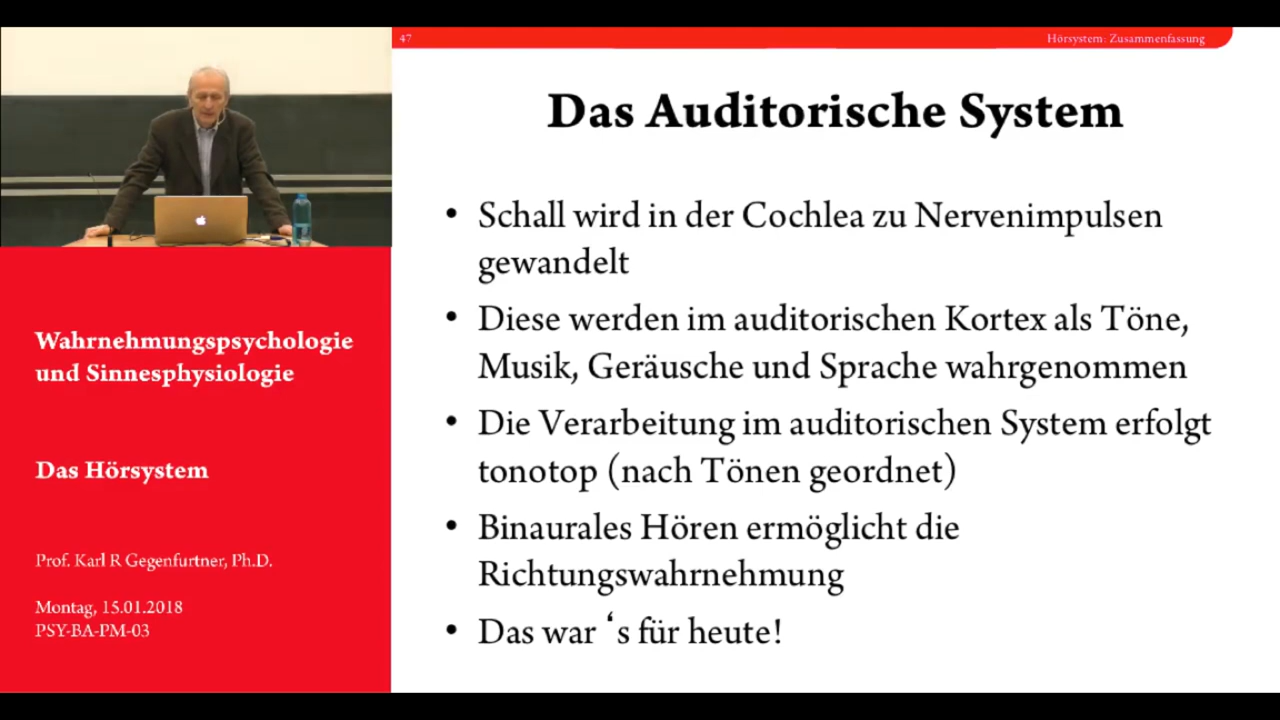 47
Hörsystem: Zusammenfassung
Das Auditorische System
• Schall wird in der Cochlea zu Nervenimpulsen
gewandelt
• Diese werden im auditorischen Kortex als Töne,
Musik, Geräusche und Sprache wahrgenommen
• Die Verarbeitung im auditorischen System erfolgt
tonotop (nach Tönen geordnet)
• Binaurales Hören ermöglicht die
Richtungswahrnehmung
• Das war ‘s für heute!
Wahrnehmungspsychologie
und Sinnesphysiologie
Das Hörsystem
Prof. Karl R Gegenfurtner, Ph.D.
Montag, 15.01.2018
PSY-BA-PM-03